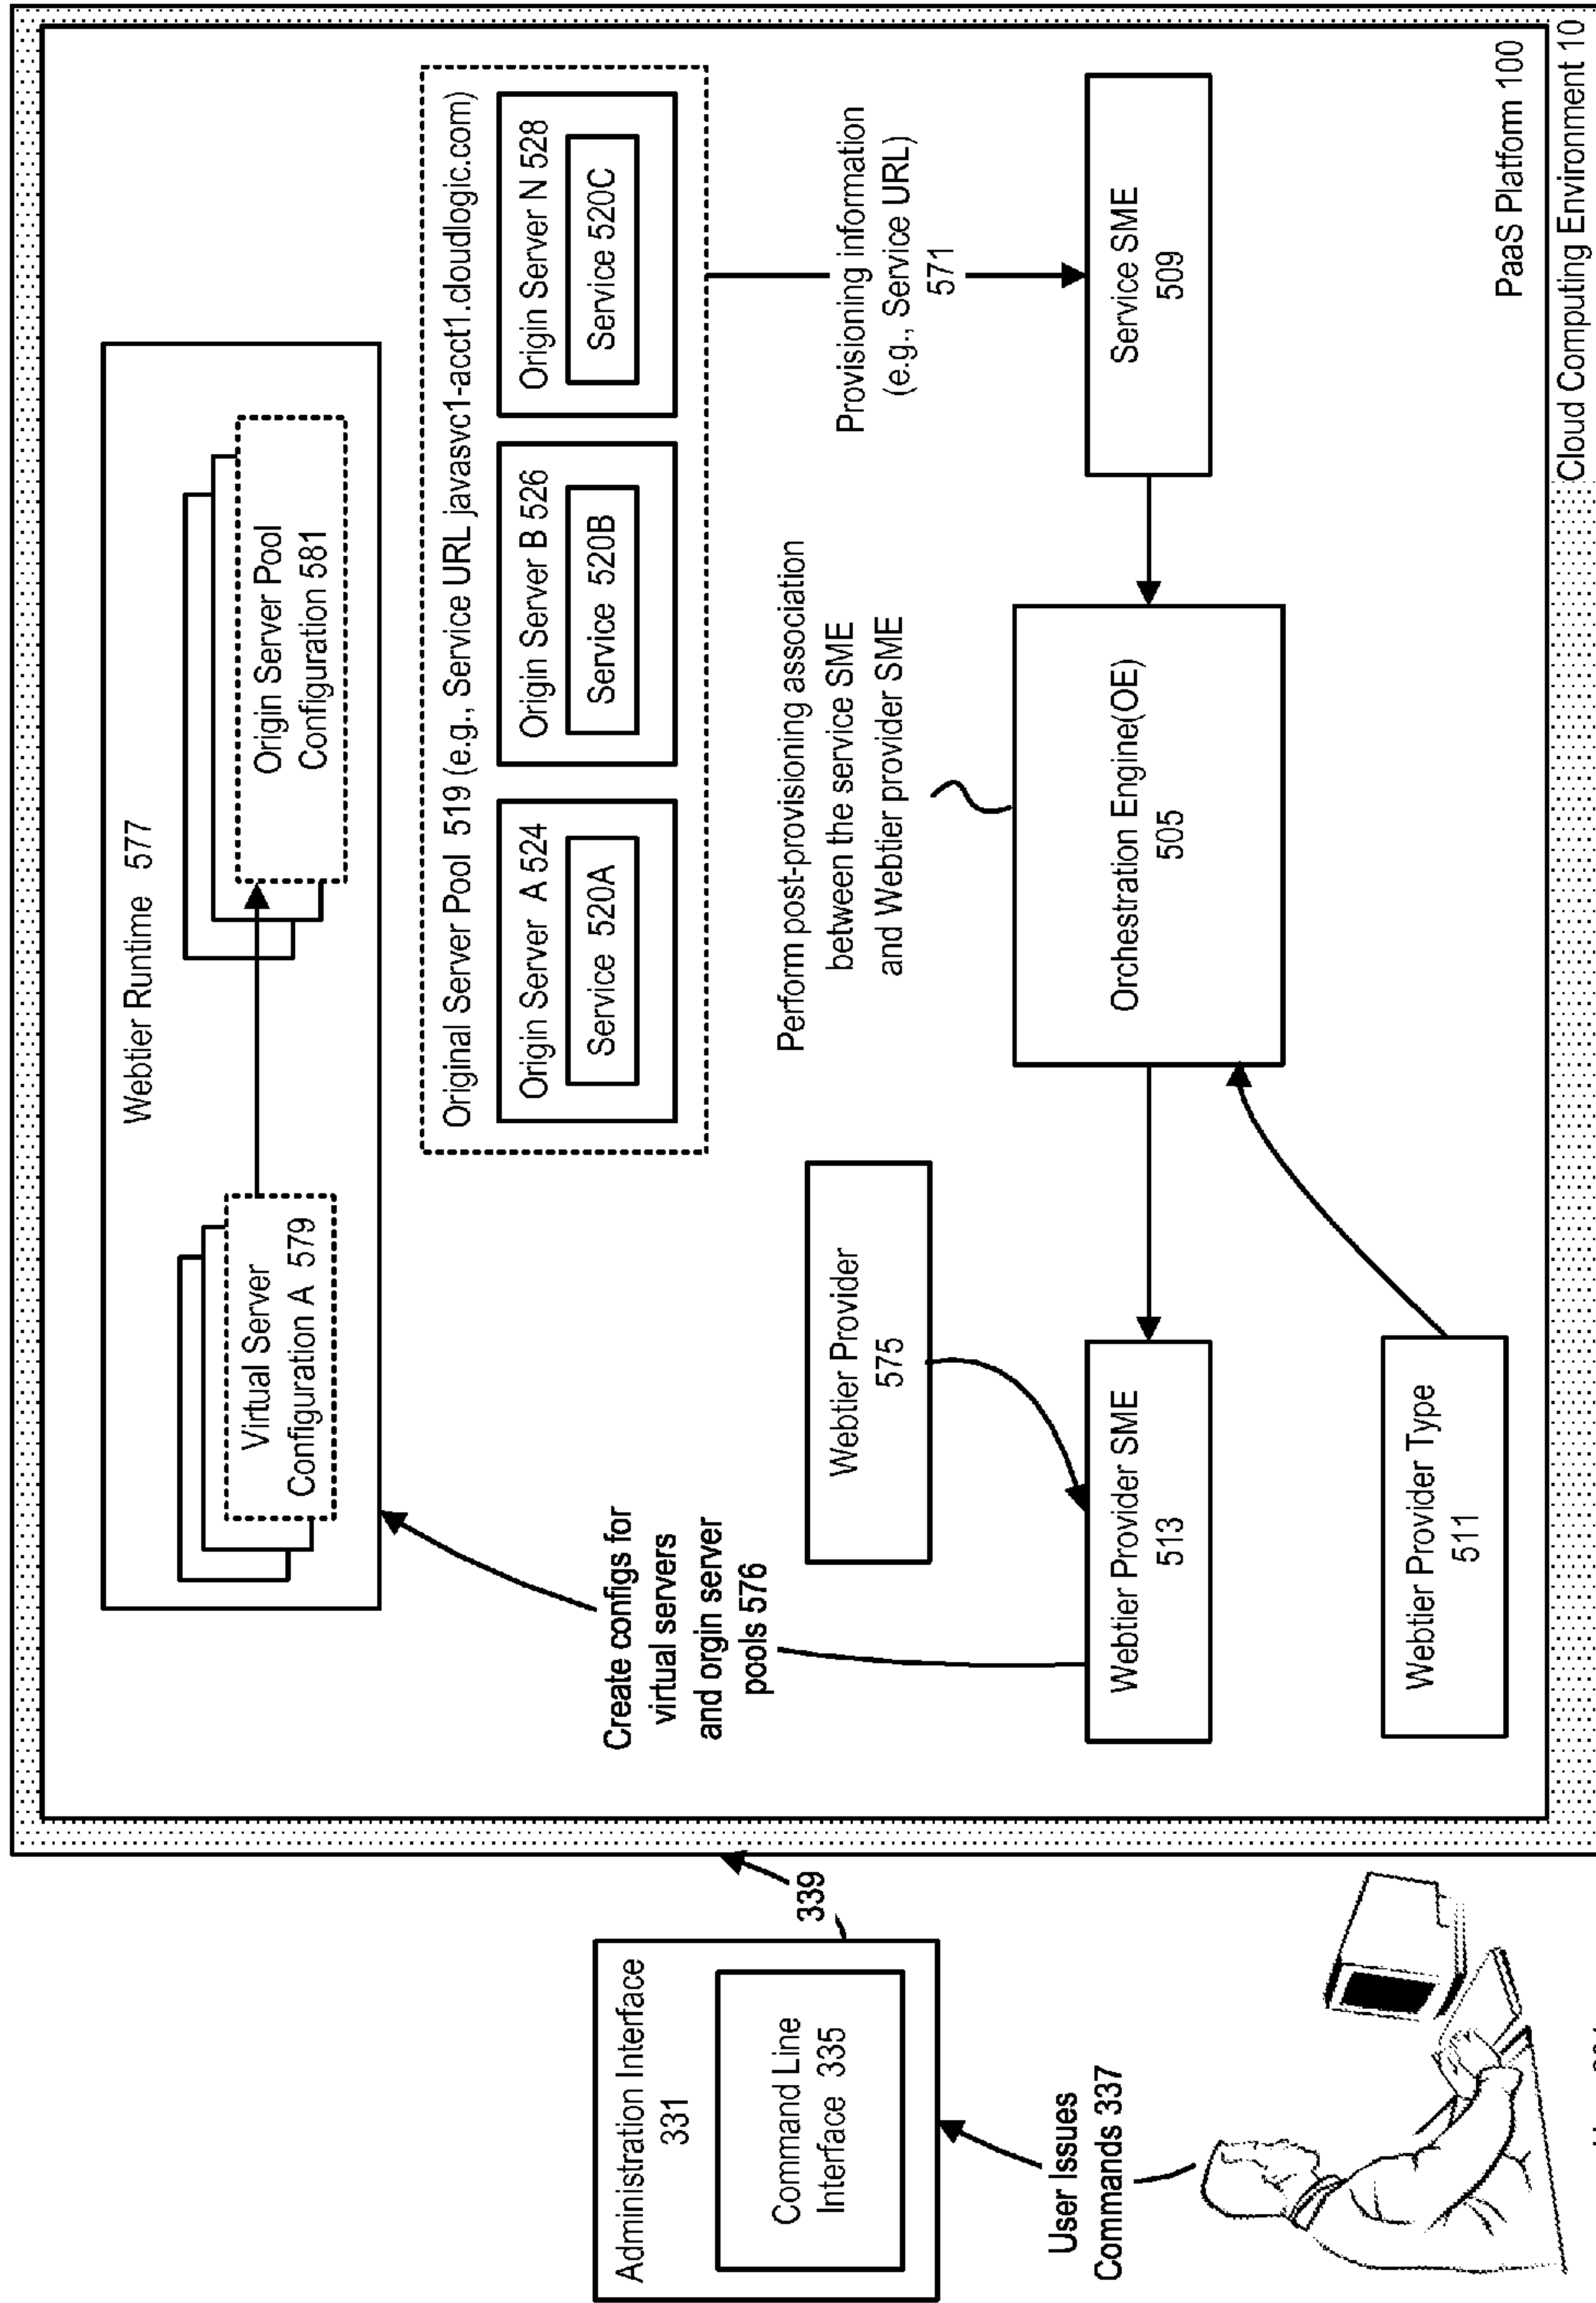 Webtier Runtime 577
Virtual Server
Configuration A 579
Origin Server Pool
Configuration 581
Original Server Pool 519 (e.g., Service URL javasvc1-acct1.cloudlogic.com)
Origin Server A 524
Service 520A
Origin Server B 526
Service 520B
Origin Server N 528
Service 520C
Create configs for
virtual servers
and orgin server
pools 576
Webtier Provider
575
Perform post-provisioning association
between the service SME
and Webtier provider SME
Provisioning information
(e.g., Service URL)
571
Webtier Provider SME
513
Orchestration Engine(OE)
505
Service SME
509
Webtier Provider Type
511
PaaS Platform 100
Cloud Computing Environment 10
Administration Interface
331
Command Line
Interface 335
339
User Issues
Commands 337